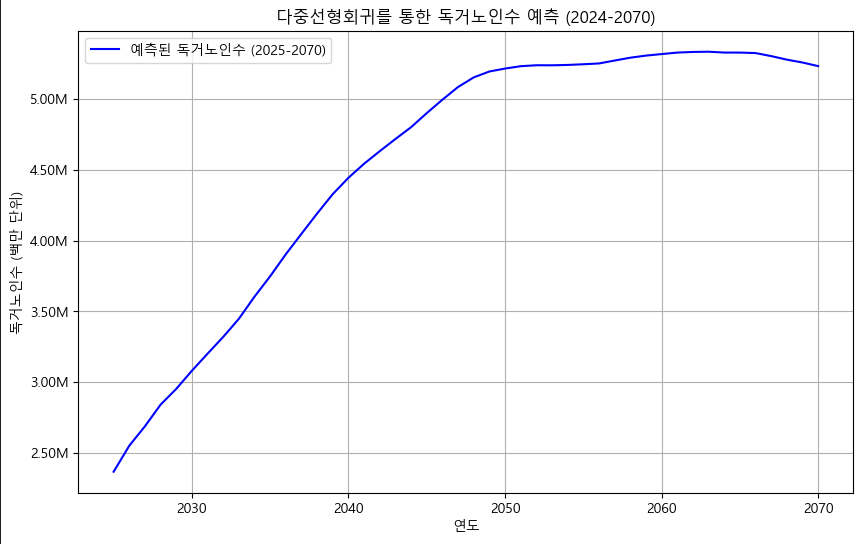 다중선형회귀를 통한 독거노인수 예측 (2024-2070)
예측된 독거노인수 (2025-2070)
독거노인수 (백만 단위)
5.00M
4.50M
4.00M
3.50M
3.00M
2.50M
2030 2040 2050 2060 2070
연도